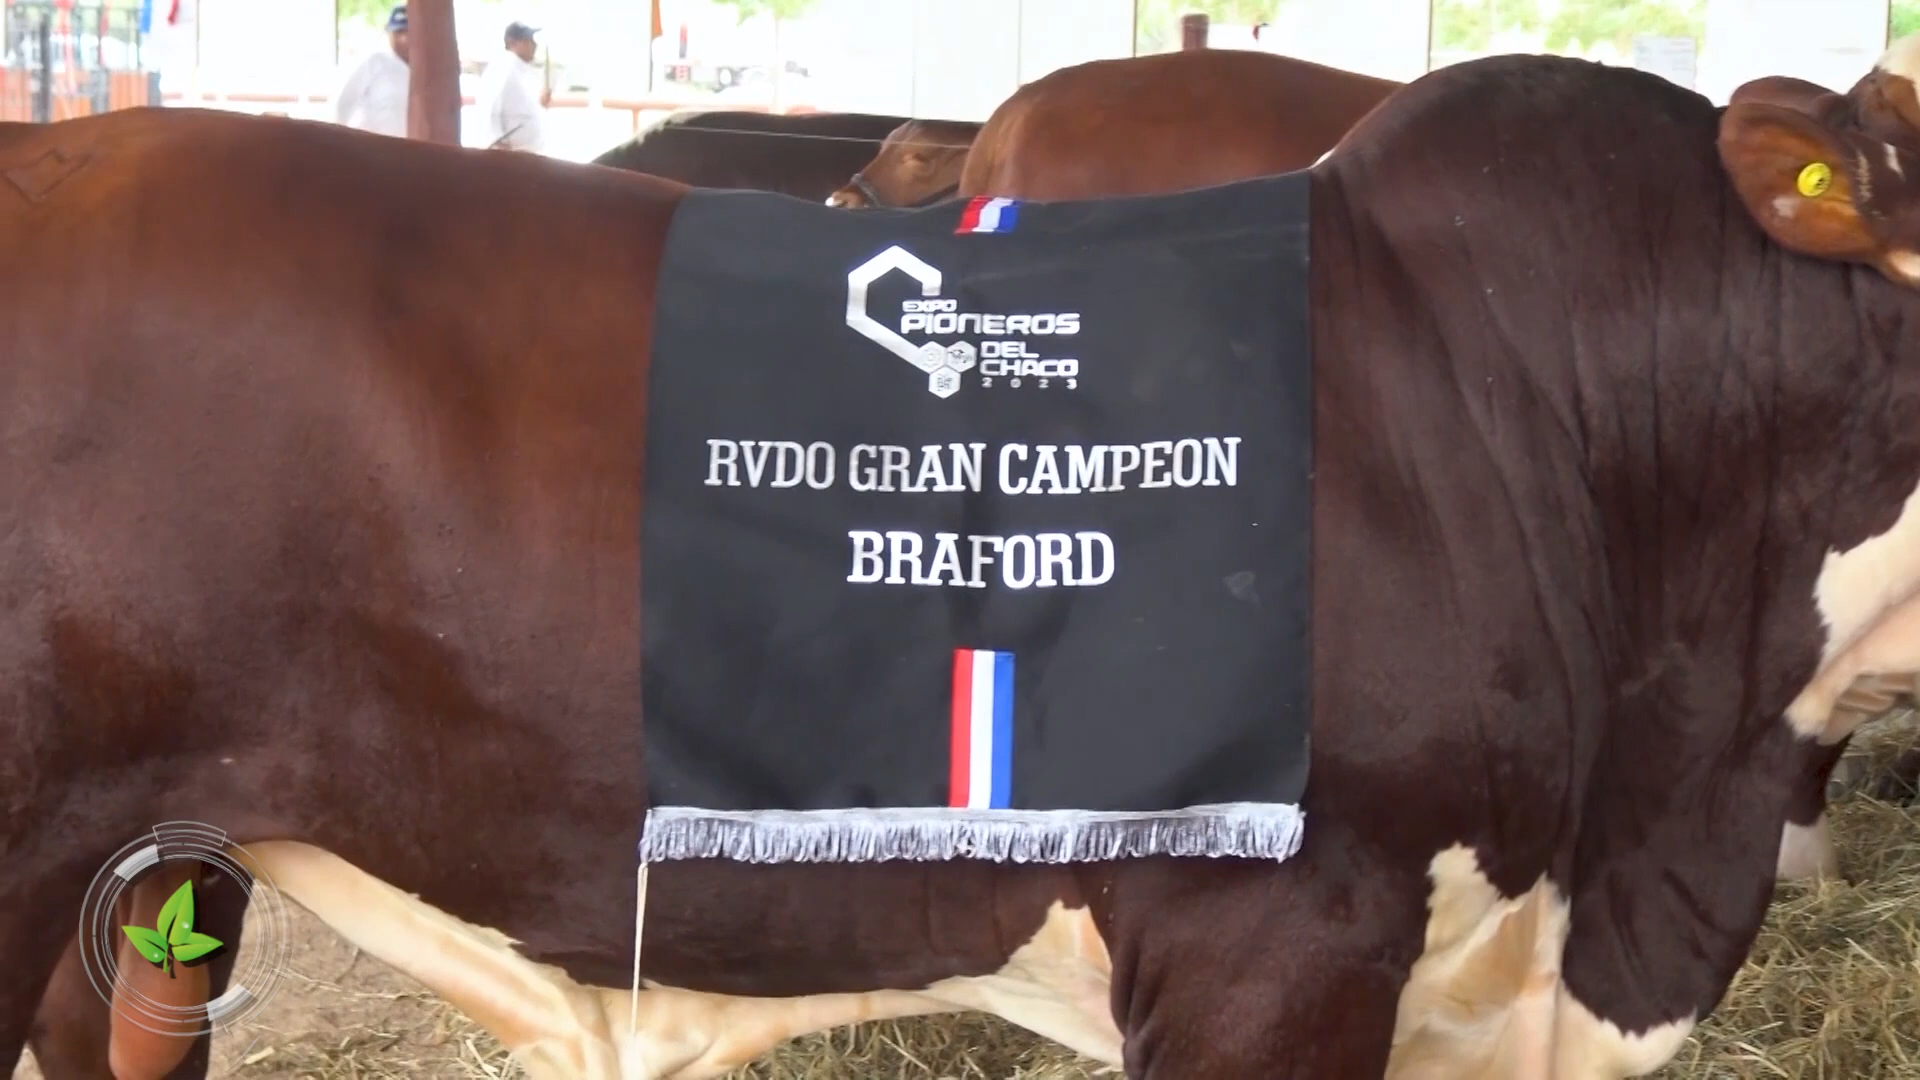 EXPO
PIONEROS
DEL
CHACO
2023
RVDO GRAN CAMPEON
BRAFORD